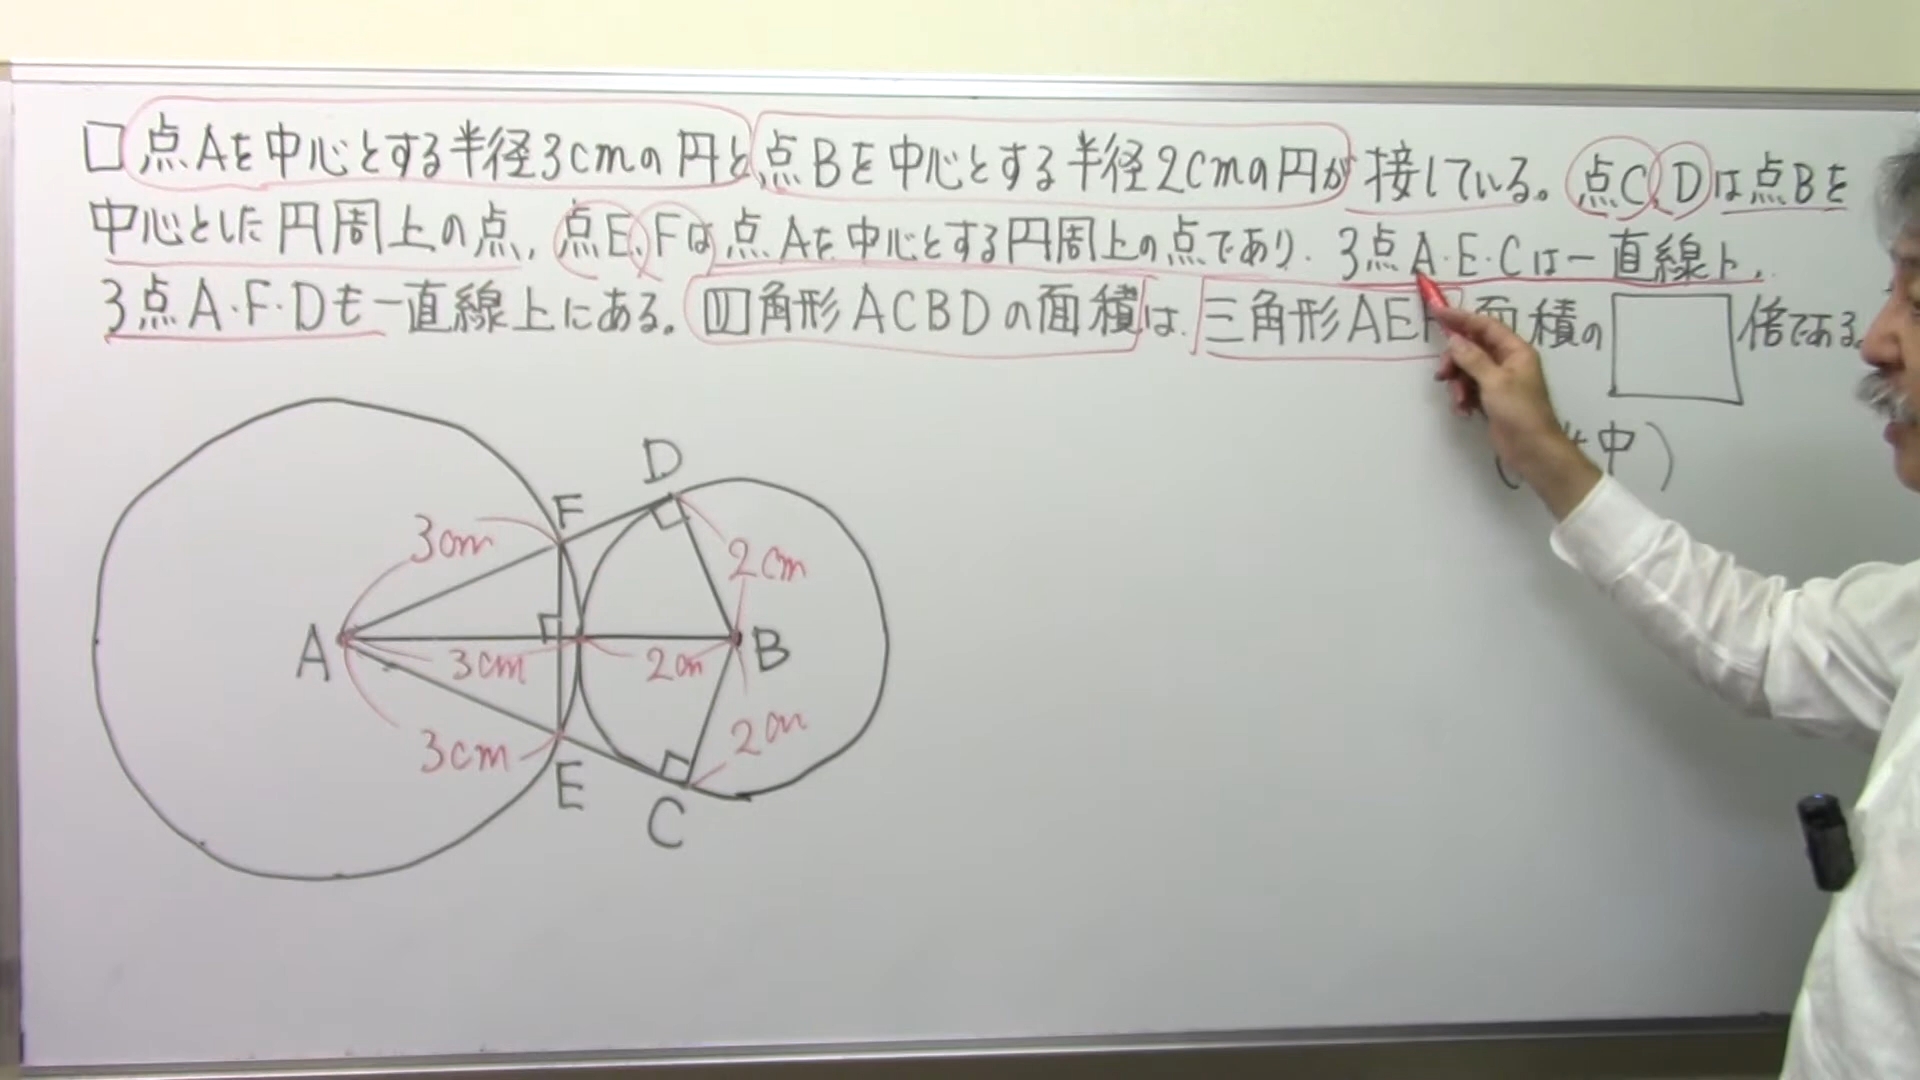 □ 点Aを中心とする半径3cmの円と点Bを中心とする半径2cmの円が接している。点C、Dは点Bを
中心とした円周上の点、点E、Fは点Aを中心とする円周上の点であり、3点A・E・Cは一直線上、
3点A・F・Dも一直線上にある。四角形ACBDの面積は、三角形AE 面積の□倍である。
中)
D
F
3cm
2cm
A
3cm
2cm
B
3cm
2cm
E
C